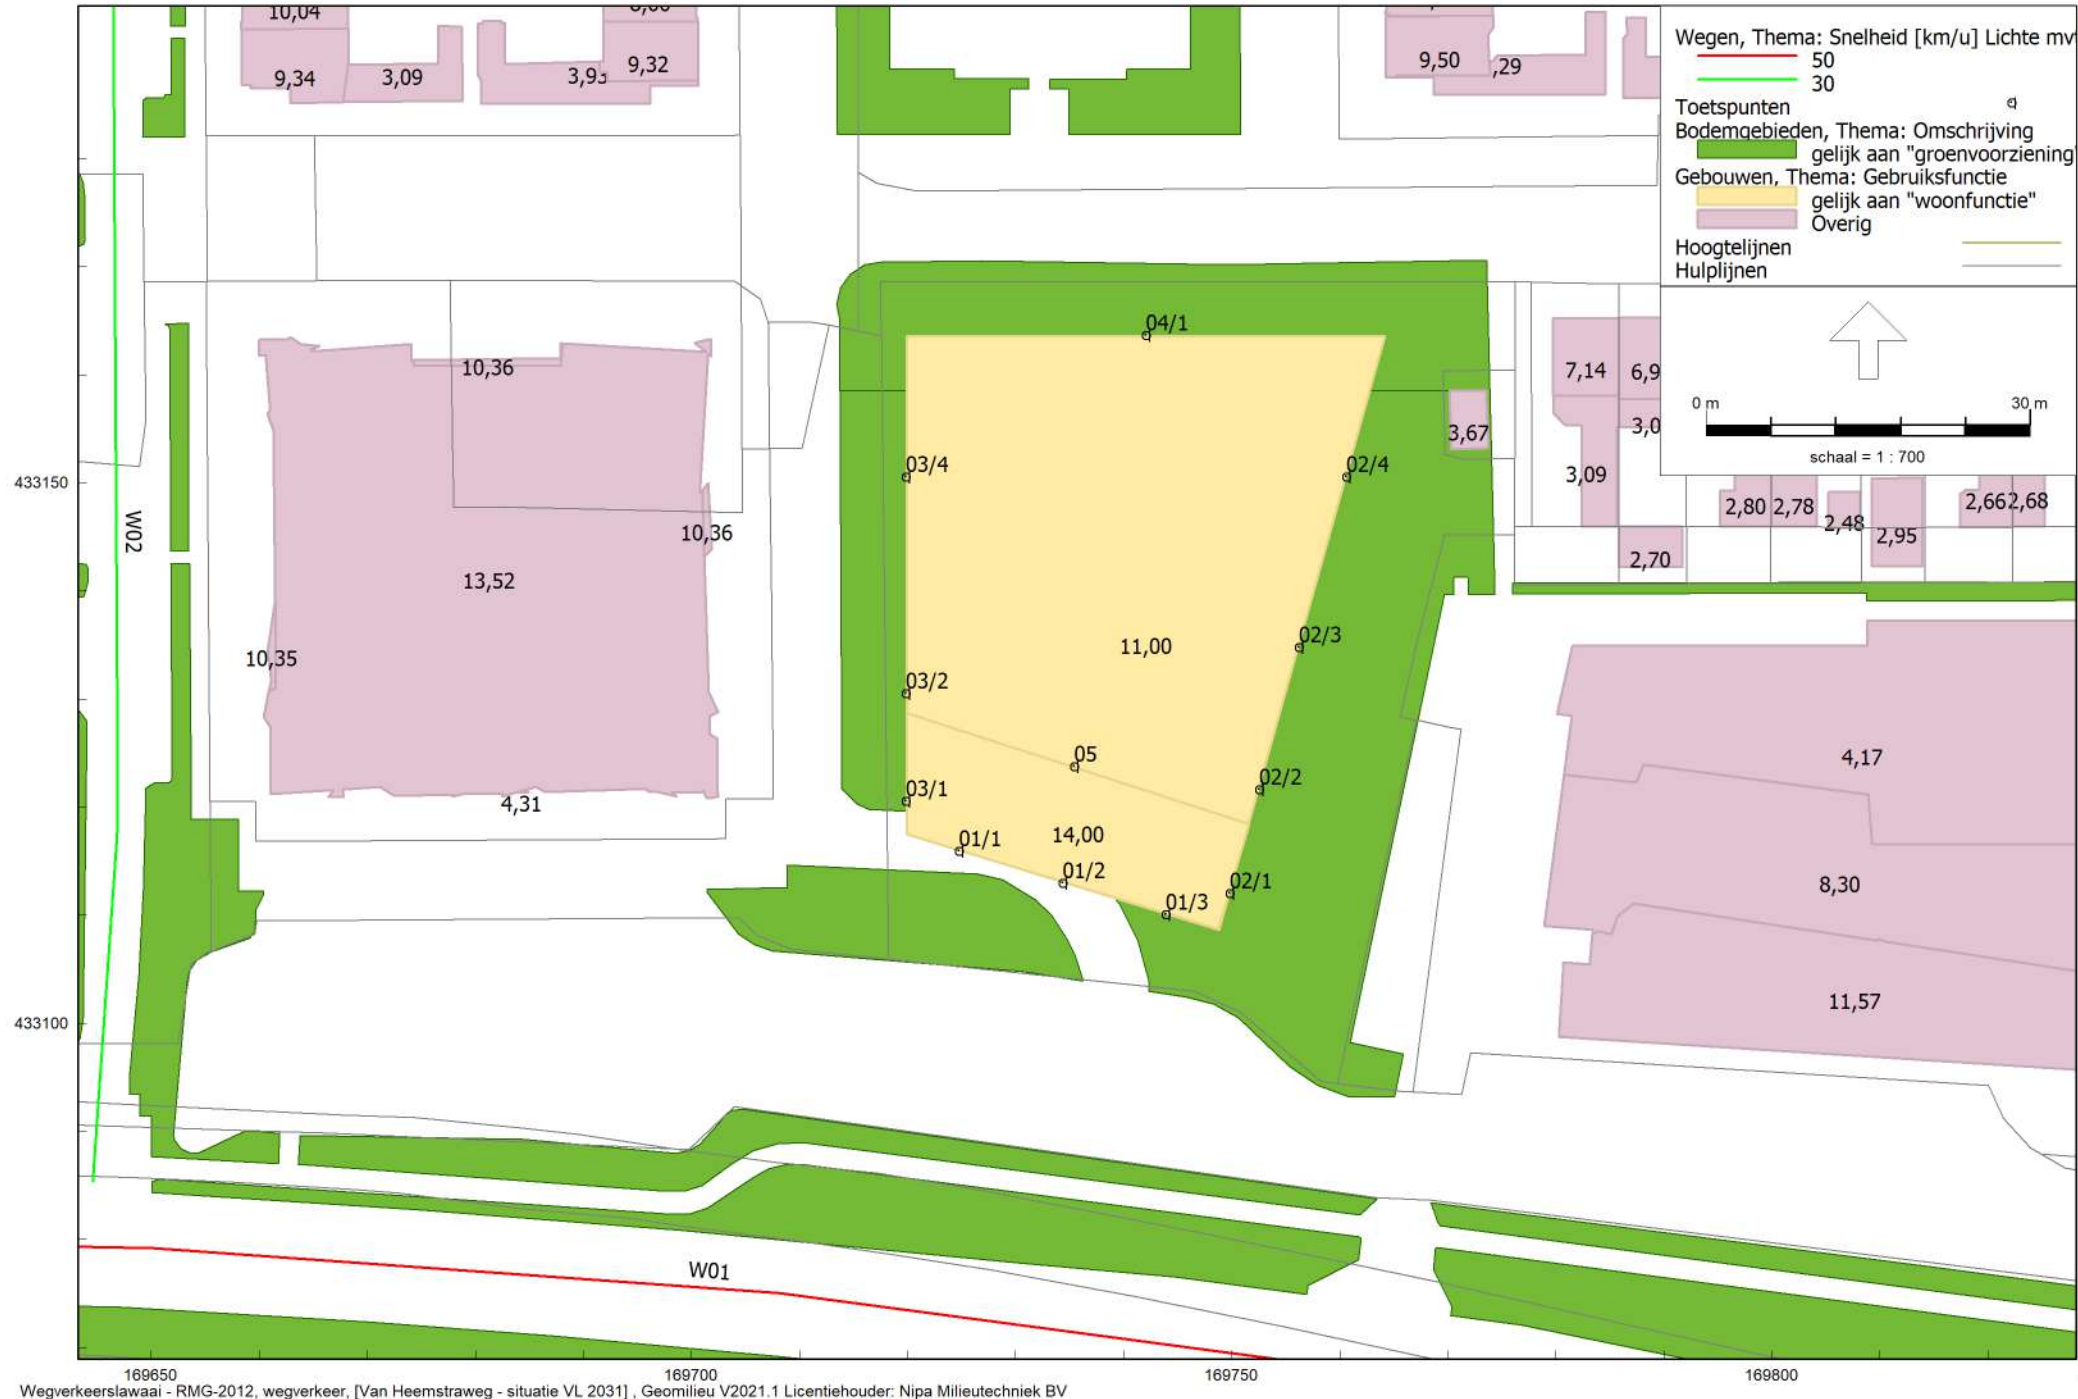 10,04
9,34
3,09
9,32
9,50
,29
Wegen, Thema: Snelheid [km/u] Lichte mv
50
30
Toetspunten
Bodemgebieden, Thema: Omschrijving
gelijk aan "groenvoorziening
Gebouwen, Thema: Gebruiksfunctie
gelijk aan "woonfunctie"
Overig
Hoogtelijnen
Hulplijnen
0 m 30 m
schaal = 1 : 700
04/1
10,36
7,14 6,9
3,0
3,67
3,09
03/4
02/4
433150
W02
10,36
2,80 2,78 2,48 2,95 2,66 2,68
2,70
13,52
10,35
11,00
02/3
03/2
05
02/2
03/1
4,31
14,00
01/1
01/2
02/1
01/3
4,17
8,30
11,57
433100
W01
169650 169700 169750 169800
Wegverkeerslawaai - RMG-2012, wegverkeer, [Van Heemstraweg - situatie VL 2031] , Geomilieu V2021.1 Licentiehouder: Nipa Milieutechniek BV